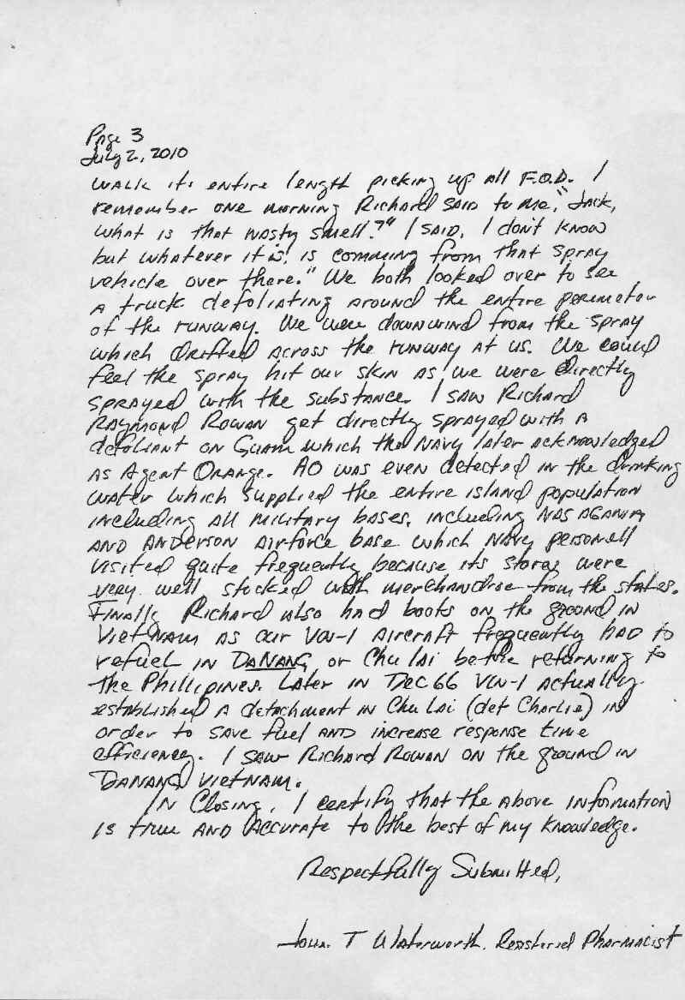 Page 3
July 2, 2010
walk its entire length picking up all F.O.D. I
remember one morning Richard said to me, "Jack,
what is that nasty smell?" I said, I don't know
but whatever it is, is comming from that spray
vehicle over there." We both looked over to see
a truck defoliating around the entire perimeter
of the runway. We were downwind from the spray
which drifted across the runway at us. We could
feel the spray hit our skin as we were directly
sprayed with the substance. I saw Richard
Raymond Rowan get directly sprayed with a
defoliant on Guam which the Navy later acknowledged
as Agent Orange. AO was even detected in the drinking
water which supplied the entire island population
including all military bases, including NAS Agania
and Anderson Airforce base which Navy personell
visited quite frequently because its stores were
very well stocked with merchandise from the states.
Finally Richard also had boots on the ground in
Viet Nam as our VW-1 aircraft frequently had to
refuel in DaNang or Chu Lai before returning to
the Phillipines. Later in Dec 66 VW-1 actually
established a detachment in Chu Lai (det Charlie) in
order to save fuel and increase response time
efficiency. I saw Richard Rowan on the ground in
DaNang Vietnam.
In Closing, I certify that the above information
is true and accurate to the best of my knowledge.
Respectfully Submitted,
John T Waterworth. Registered Pharmacist